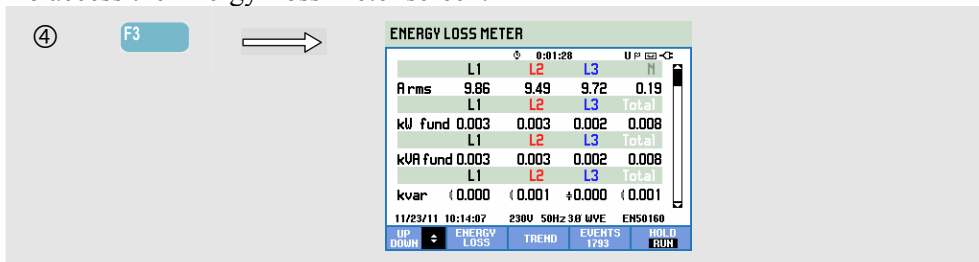 ④ F3
ENERGY LOSS METER
0:01:28 U
L1 L2 L3 N
A rms 9.86 9.49 9.72 0.19
L1 L2 L3 Total
kW fund 0.003 0.003 0.002 0.008
L1 L2 L3 Total
kVA fund 0.003 0.003 0.002 0.008
L1 L2 L3 Total
kvar 0.000 0.001 0.000 0.001
11/23/11 10:14:07 230V 50Hz 3.0 WYE EN50160
UP DOWN ENERGY LOSS TREND EVENTS 1793 HOLD RUN